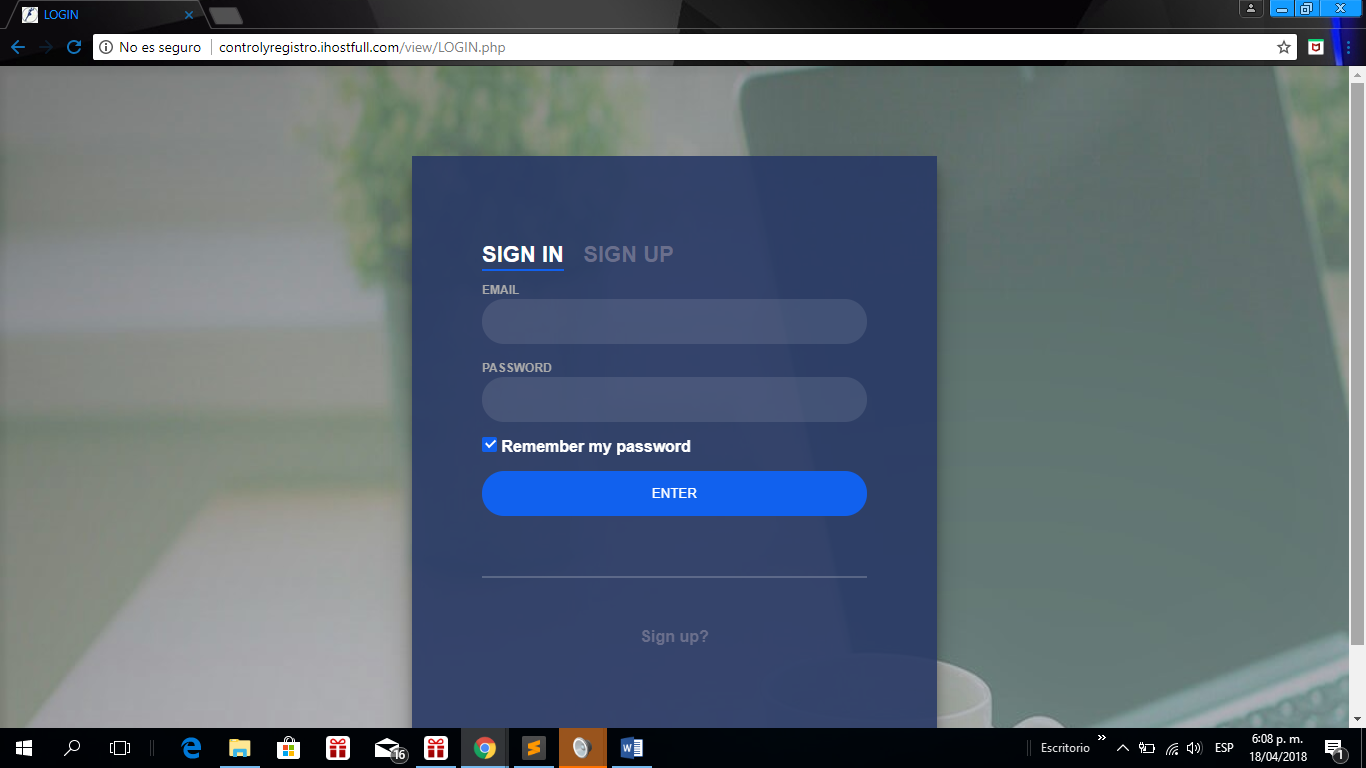 LOGIN
No es seguro controlyregistro.ihostfull.com/view/LOGIN.php
SIGN IN SIGN UP
EMAIL
PASSWORD
Remember my password
ENTER
Sign up?
16
Escritorio
ESP
6:08 p. m.
18/04/2018
1